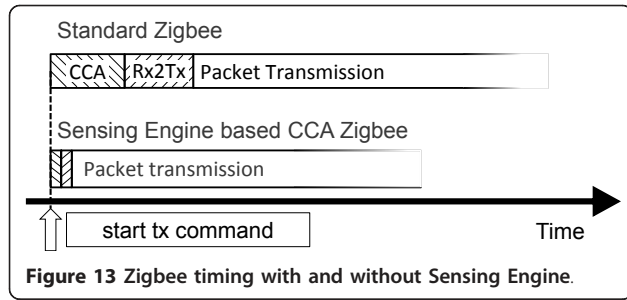 Standard Zigbee
CCA Rx2Tx Packet Transmission
Sensing Engine based CCA Zigbee
Packet transmission
start tx command Time
Figure 13 Zigbee timing with and without Sensing Engine.